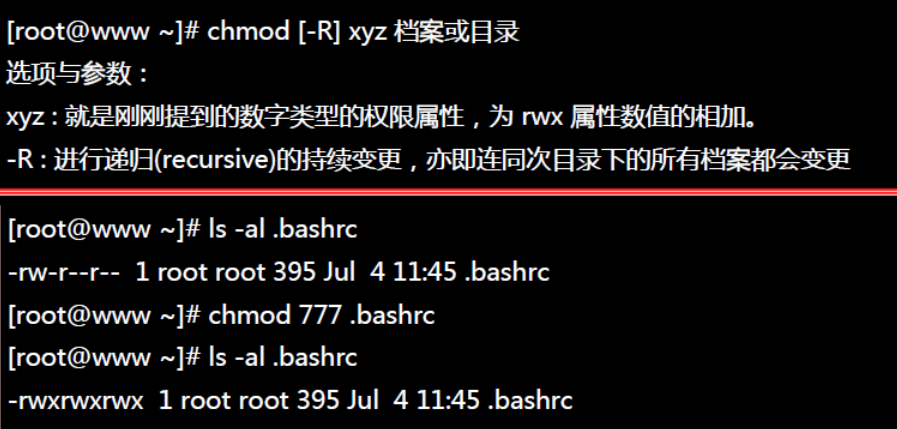 [root@www ~]# chmod [-R] xyz 档案或目录
选项与参数：
xyz : 就是刚刚提到的数字类型的权限属性，为 rwx 属性数值的相加。
-R : 进行递归(recursive)的持续变更，亦即连同次目录下的所有档案都会变更
[root@www ~]# ls -al .bashrc
-rw-r--r--  1 root root 395 Jul  4 11:45 .bashrc
[root@www ~]# chmod 777 .bashrc
[root@www ~]# ls -al .bashrc
-rwxrwxrwx  1 root root 395 Jul  4 11:45 .bashrc